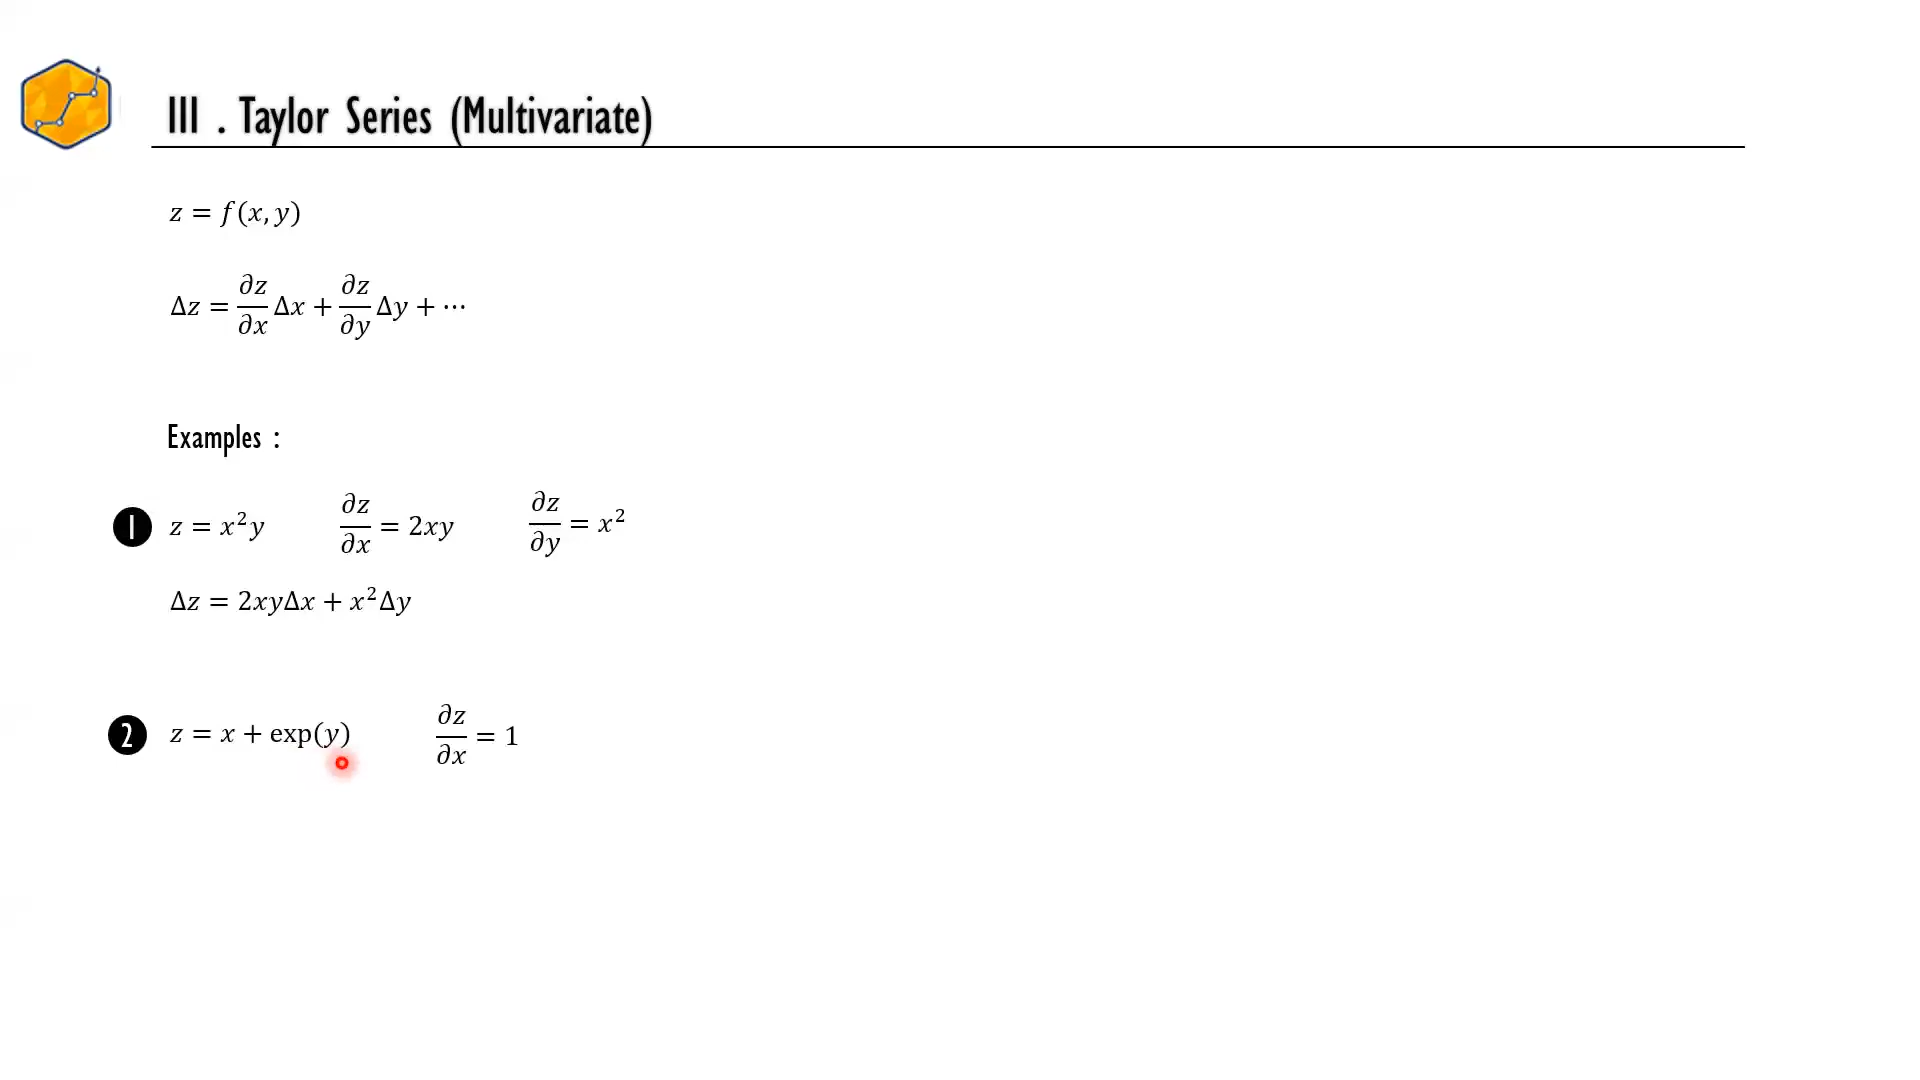 III . Taylor Series (Multivariate)
z = f(x, y)
Δz = ∂z/∂x Δx + ∂z/∂y Δy + ⋯
Examples :
1 z = x²y ∂z/∂x = 2xy ∂z/∂y = x²
Δz = 2xyΔx + x²Δy
2 z = x + exp(y) ∂z/∂x = 1